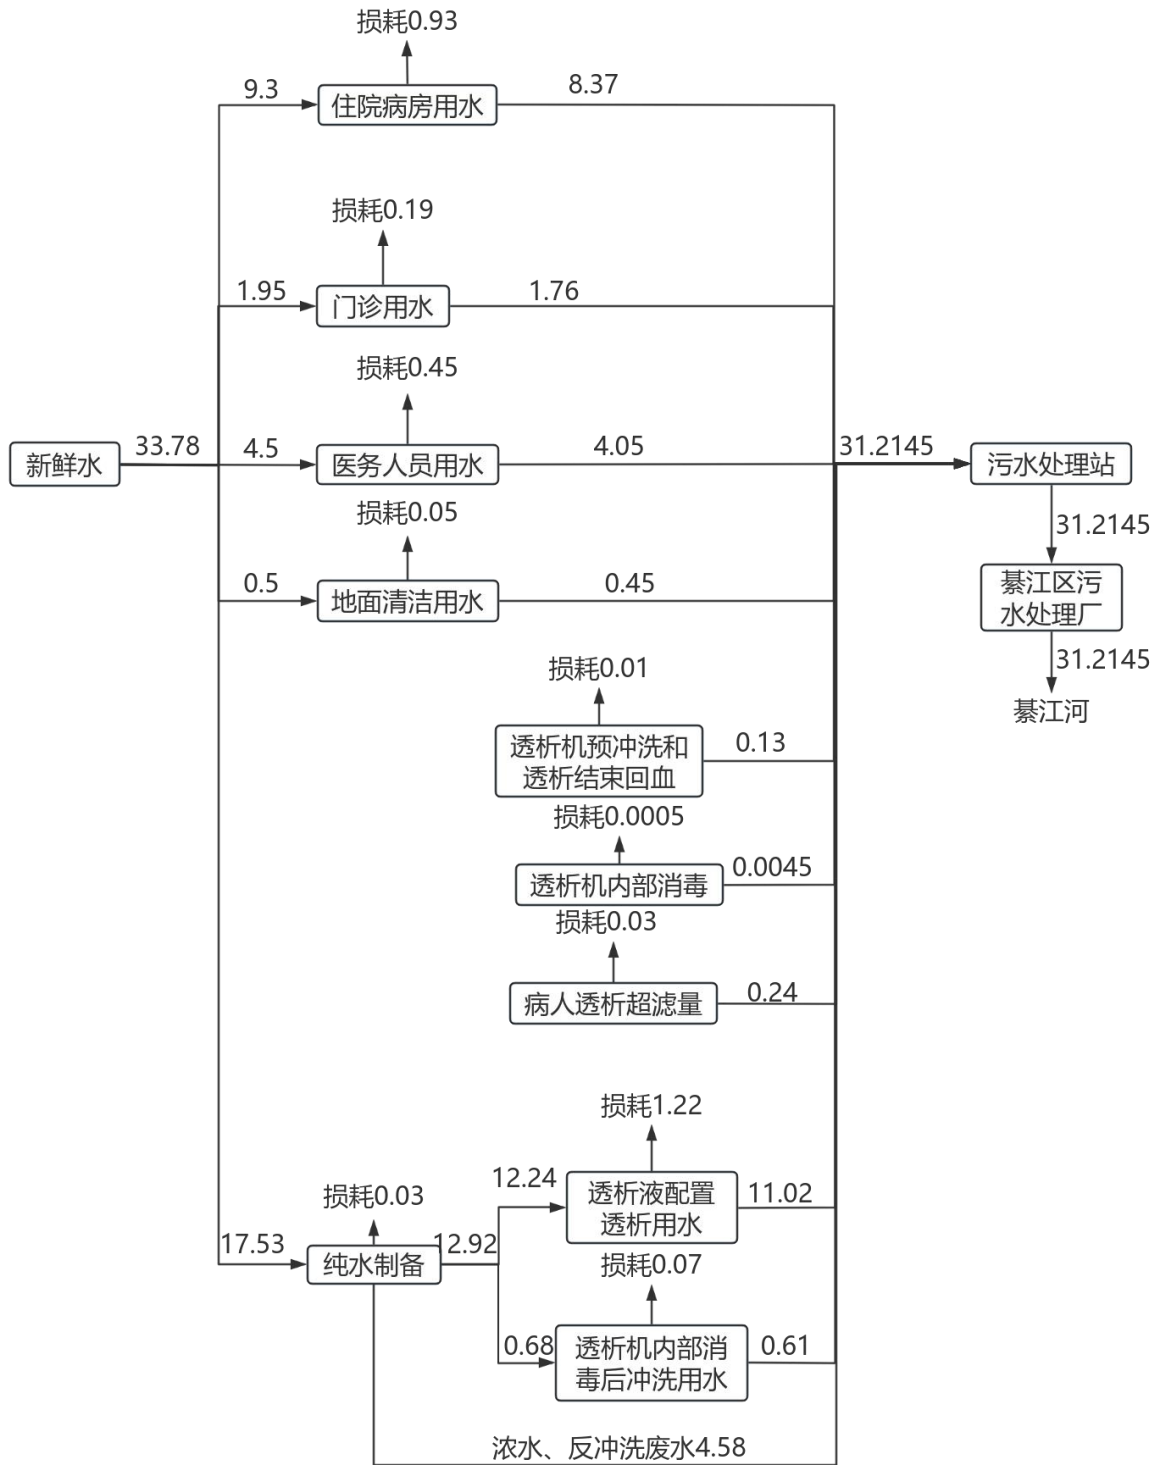 损耗0.93
9.3
住院病房用水
8.37
损耗0.19
1.95
门诊用水
1.76
损耗0.45
新鲜水
33.78
4.5
医务人员用水
4.05
31.2145
污水处理站
损耗0.05
31.2145
0.5
地面清洁用水
0.45
綦江区污
水处理厂
31.2145
綦江河
损耗0.01
透析机预冲洗和
透析结束回血
0.13
损耗0.0005
透析机内部消毒
0.0045
损耗0.03
病人透析超滤量
0.24
损耗1.22
12.24
透析液配置
透析用水
11.02
损耗0.03
17.53
纯水制备
12.92
损耗0.07
0.68
透析机内部消
毒后冲洗用水
0.61
浓水、反冲洗废水4.58